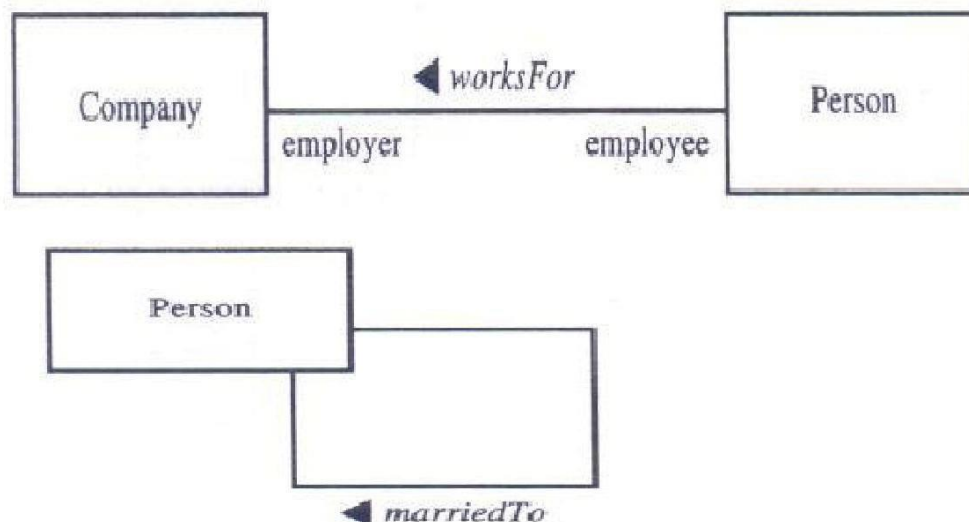 ◀ worksFor
Company
Person
employer
employee
Person
◀ marriedTo